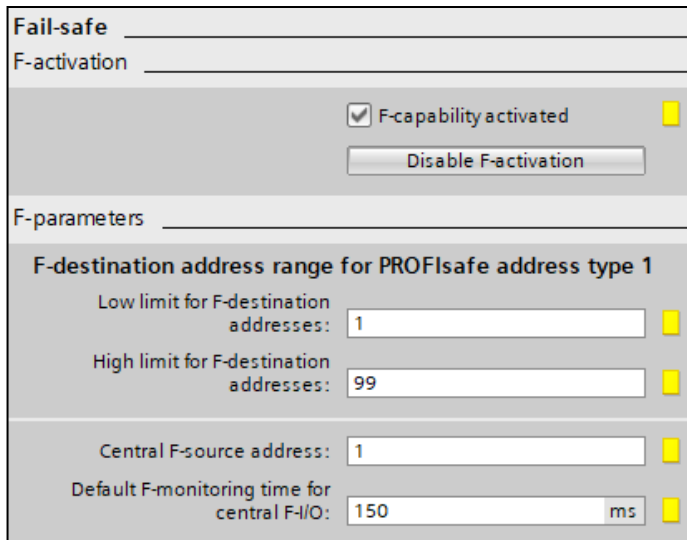 Fail-safe
F-activation
F-capability activated
Disable F-activation
F-parameters
F-destination address range for PROFIsafe address type 1
Low limit for F-destination
addresses: 1
High limit for F-destination
addresses: 99
Central F-source address: 1
Default F-monitoring time for
central F-I/O: 150 ms